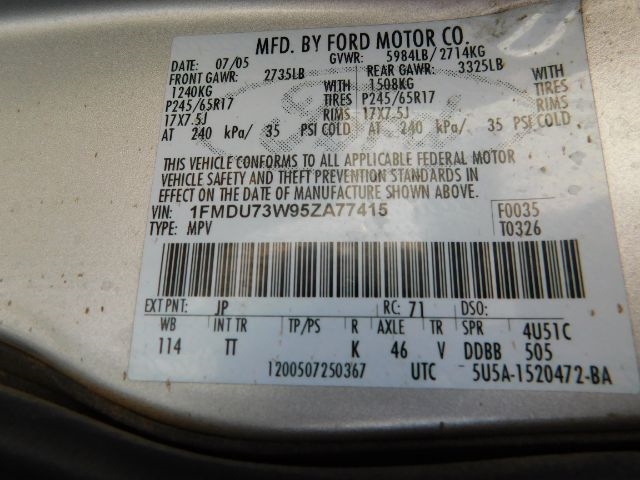 MFD. BY FORD MOTOR CO.
DATE: 07/05 GVWR: 5984LB/2714KG
FRONT GAWR: 2735LB REAR GAWR: 3325LB
1240KG WITH 1508KG WITH
P245/65R17 TIRES P245/65R17 TIRES
17X7.5J RIMS 17X7.5J RIMS
AT 240 kPa/ 35 PSI COLD AT 240 kPa/ 35 PSI COLD
THIS VEHICLE CONFORMS TO ALL APPLICABLE FEDERAL MOTOR
VEHICLE SAFETY AND THEFT PREVENTION STANDARDS IN
EFFECT ON THE DATE OF MANUFACTURE SHOWN ABOVE.
VIN: 1FMDU73W95ZA77415 F0035
TYPE: MPV T0326
EXT PNT: JP RC: 71 DSO:
WB INT TR TP/PS R AXLE TR SPR 4U51C
114 TT K 46 V DDBB 505
1200507250367 UTC 5U5A-1520472-BA